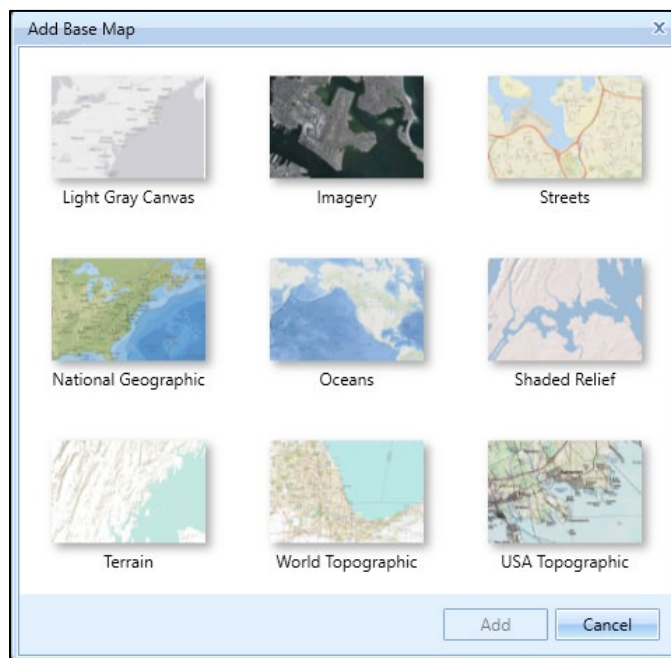 Add Base Map
Light Gray Canvas
Imagery
Streets
National Geographic
Oceans
Shaded Relief
Terrain
World Topographic
USA Topographic
Add
Cancel